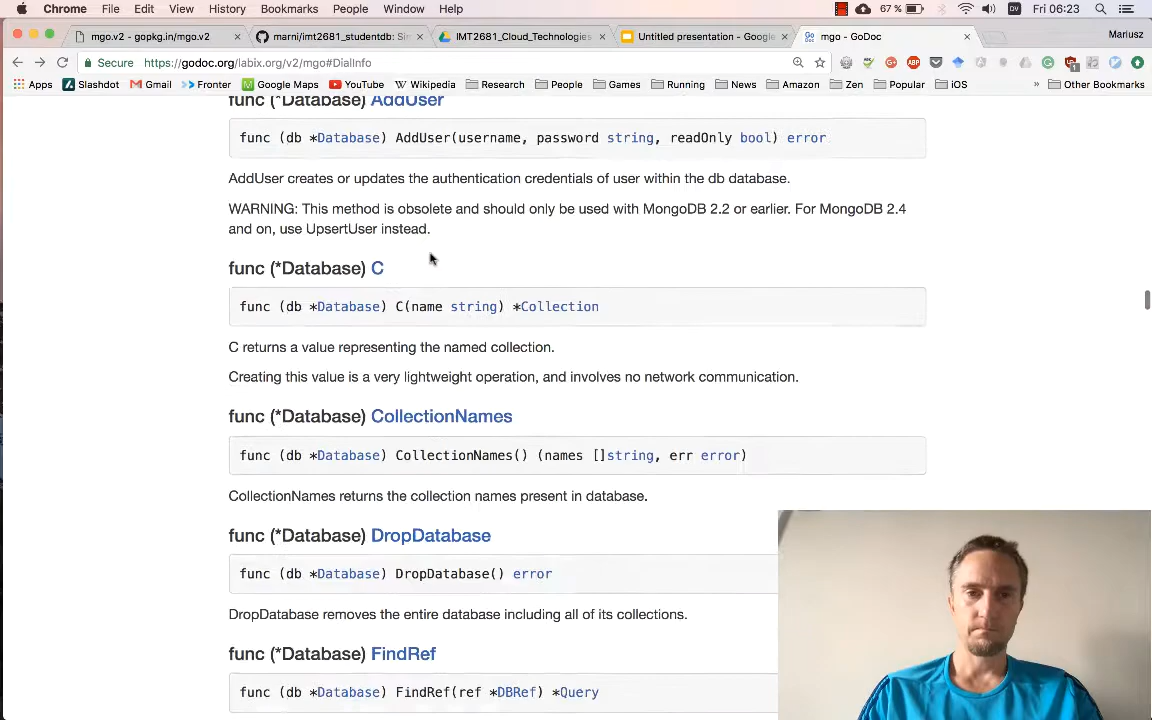 Chrome File Edit View History Bookmarks People Window Help 67% DV Fri 06:23
mgo.v2 - gopkg.in/mgo.v2 marni/imt2681_studentdb: Sim IMT2681_Cloud_Technologies Untitled presentation - Google mgo - GoDoc Mariusz
Secure https://godoc.org/labix.org/v2/mgo#DialInfo
Apps Slashdot Gmail Fronter Google Maps YouTube Wikipedia Research People Games Running News Amazon Zen Popular iOS » Other Bookmarks
func (*Database) AddUser
func (db *Database) AddUser(username, password string, readOnly bool) error
AddUser creates or updates the authentication credentials of user within the db database.
WARNING: This method is obsolete and should only be used with MongoDB 2.2 or earlier. For MongoDB 2.4
and on, use UpsertUser instead.
func (*Database) C
func (db *Database) C(name string) *Collection
C returns a value representing the named collection.
Creating this value is a very lightweight operation, and involves no network communication.
func (*Database) CollectionNames
func (db *Database) CollectionNames() (names []string, err error)
CollectionNames returns the collection names present in database.
func (*Database) DropDatabase
func (db *Database) DropDatabase() error
DropDatabase removes the entire database including all of its collections.
func (*Database) FindRef
func (db *Database) FindRef(ref *DBRef) *Query